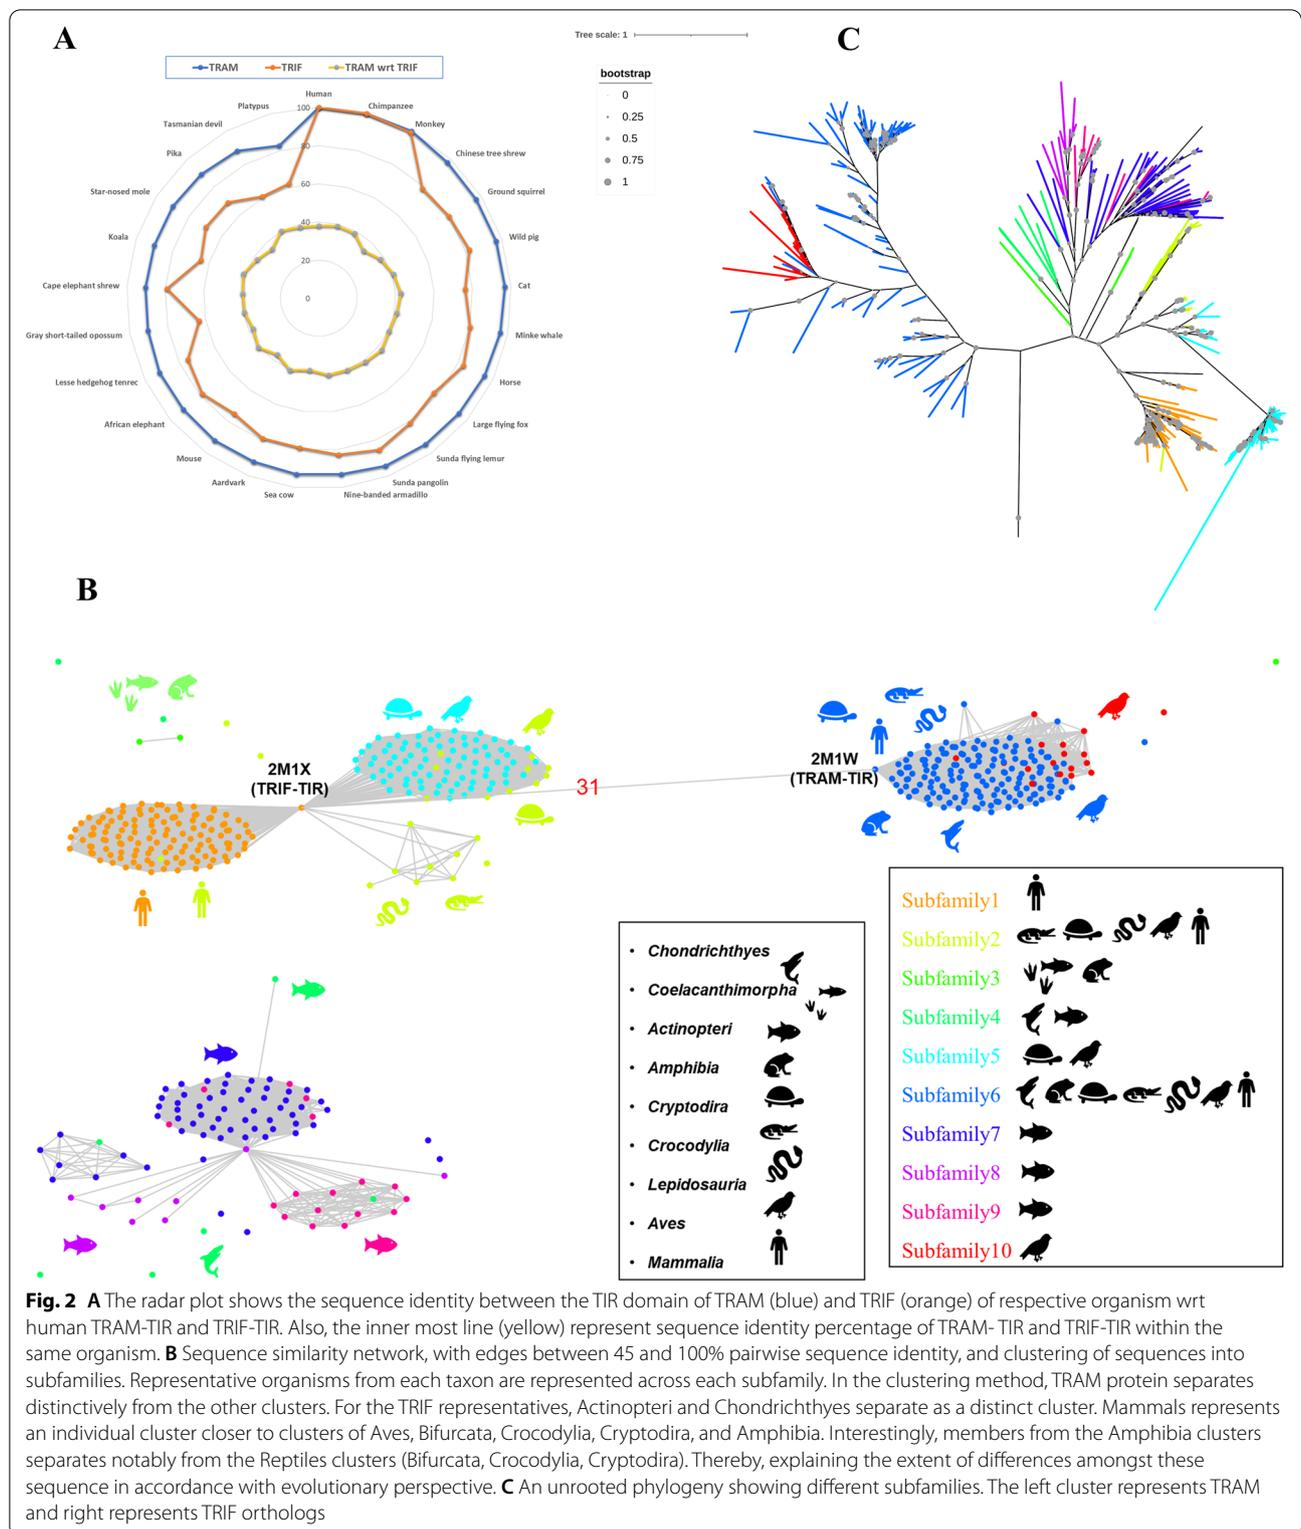 A
Tree scale: 1
C
TRAM
TRIF
TRAM wrt TRIF
bootstrap
0
0.25
0.5
0.75
1
Human
Chimpanzee
Monkey
Chinese tree shrew
Ground squirrel
Wild pig
Cat
Minke whale
Horse
Large flying fox
Sunda flying lemur
Sunda pangolin
Nine-banded armadillo
Sea cow
Aardvark
Mouse
African elephant
Lesse hedgehog tenrec
Gray short-tailed opossum
Cape elephant shrew
Koala
Star-nosed mole
Pika
Tasmanian devil
Platypus
100
80
60
40
20
0
B
2M1X
(TRIF-TIR)
31
2M1W
(TRAM-TIR)
• Chondrichthyes
• Coelacanthimorpha
• Actinopteri
• Amphibia
• Cryptodira
• Crocodylia
• Lepidosauria
• Aves
• Mammalia
Subfamily1
Subfamily2
Subfamily3
Subfamily4
Subfamily5
Subfamily6
Subfamily7
Subfamily8
Subfamily9
Subfamily10
Fig. 2 A The radar plot shows the sequence identity between the TIR domain of TRAM (blue) and TRIF (orange) of respective organism wrt
human TRAM-TIR and TRIF-TIR. Also, the inner most line (yellow) represent sequence identity percentage of TRAM- TIR and TRIF-TIR within the
same organism. B Sequence similarity network, with edges between 45 and 100% pairwise sequence identity, and clustering of sequences into
subfamilies. Representative organisms from each taxon are represented across each subfamily. In the clustering method, TRAM protein separates
distinctively from the other clusters. For the TRIF representatives, Actinopteri and Chondrichthyes separate as a distinct cluster. Mammals represents
an individual cluster closer to clusters of Aves, Bifurcata, Crocodylia, Cryptodira, and Amphibia. Interestingly, members from the Amphibia clusters
separates notably from the Reptiles clusters (Bifurcata, Crocodylia, Cryptodira). Thereby, explaining the extent of differences amongst these
sequence in accordance with evolutionary perspective. C An unrooted phylogeny showing different subfamilies. The left cluster represents TRAM
and right represents TRIF orthologs